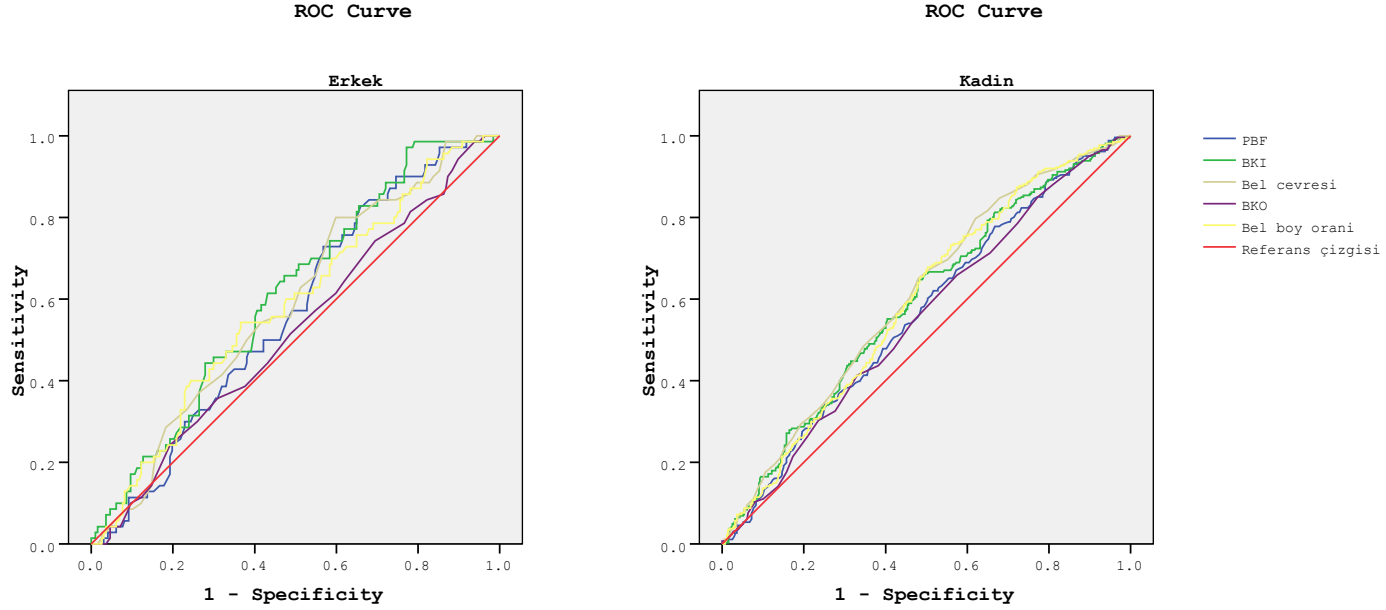 ROC Curve
Erkek
Sensitivity
1.0
0.8
0.6
0.4
0.2
0.0
0.0 0.2 0.4 0.6 0.8 1.0
1 - Specificity
ROC Curve
Kadin
Sensitivity
1.0
0.8
0.6
0.4
0.2
0.0
0.0 0.2 0.4 0.6 0.8 1.0
1 - Specificity
PBF
BKI
Bel cevresi
BKO
Bel boy orani
Referans çizgisi